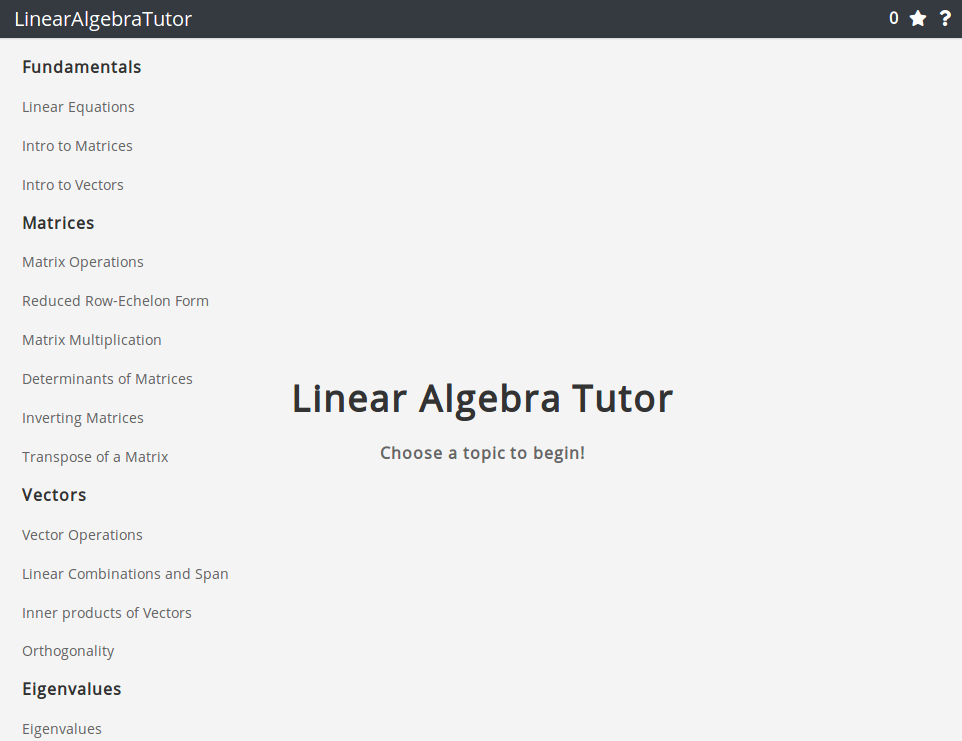 LinearAlgebraTutor
0 ?
Fundamentals
Linear Equations
Intro to Matrices
Intro to Vectors
Matrices
Matrix Operations
Reduced Row-Echelon Form
Matrix Multiplication
Determinants of Matrices
Linear Algebra Tutor
Inverting Matrices
Choose a topic to begin!
Transpose of a Matrix
Vectors
Vector Operations
Linear Combinations and Span
Inner products of Vectors
Orthogonality
Eigenvalues
Eigenvalues